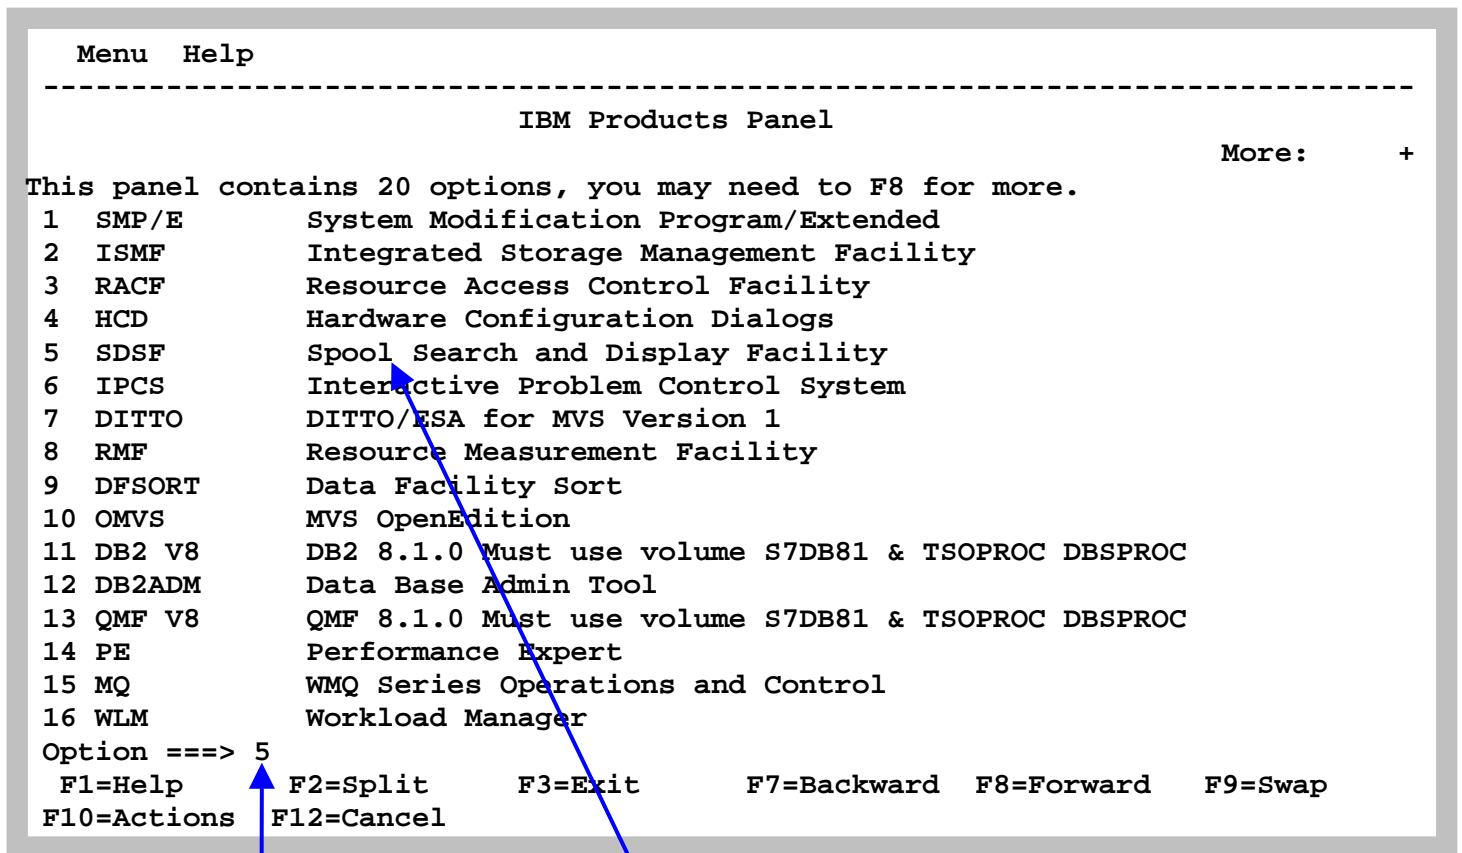 Menu Help
-------------------------------------------------------------------------------
IBM Products Panel
More: +
This panel contains 20 options, you may need to F8 for more.
1 SMP/E System Modification Program/Extended
2 ISMF Integrated Storage Management Facility
3 RACF Resource Access Control Facility
4 HCD Hardware Configuration Dialogs
5 SDSF Spool Search and Display Facility
6 IPCS Interactive Problem Control System
7 DITTO DITTO/ESA for MVS Version 1
8 RMF Resource Measurement Facility
9 DFSORT Data Facility Sort
10 OMVS MVS OpenEdition
11 DB2 V8 DB2 8.1.0 Must use volume S7DB81 & TSOPROC DBSPROC
12 DB2ADM Data Base Admin Tool
13 QMF V8 QMF 8.1.0 Must use volume S7DB81 & TSOPROC DBSPROC
14 PE Performance Expert
15 MQ WMQ Series Operations and Control
16 WLM Workload Manager
Option ===> 5
F1=Help F2=Split F3=Exit F7=Backward F8=Forward F9=Swap
F10=Actions F12=Cancel